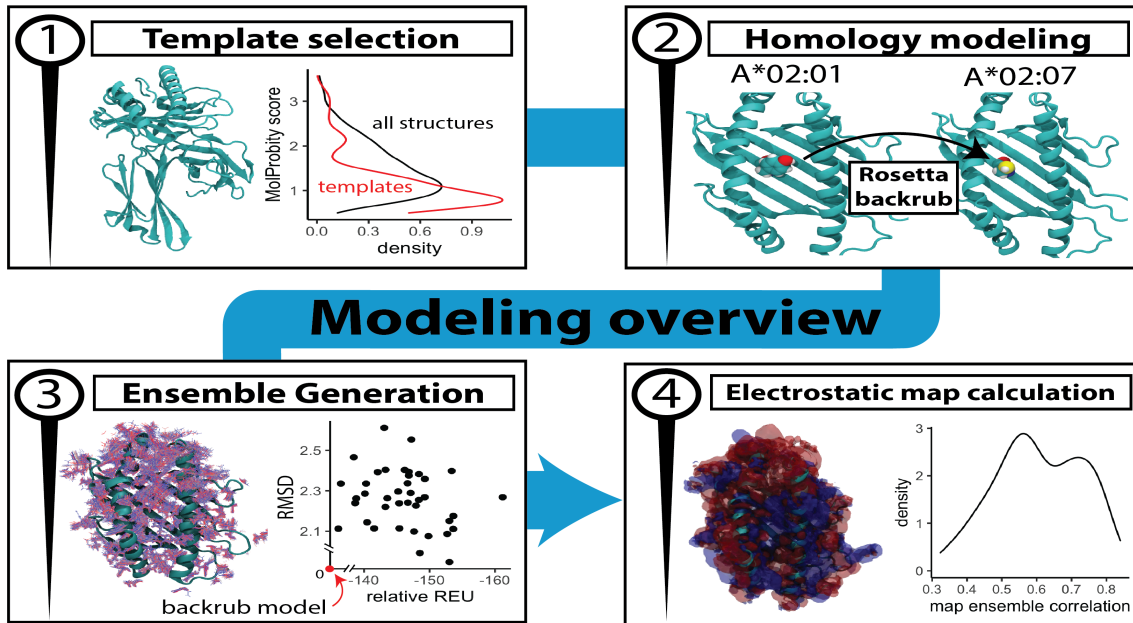 1
Template selection
MolProbity score
3
2
1
all structures
templates
0.0 0.3 0.6 0.9
density
2
Homology modeling
A*02:01
A*02:07
Rosetta
backrub
Modeling overview
3
Ensemble Generation
RMSD
2.5
2.3
2.1
0
-140 -150 -160
relative REU
backrub model
4
Electrostatic map calculation
density
3
2
1
0
0.3 0.4 0.5 0.6 0.7 0.8
map ensemble correlation